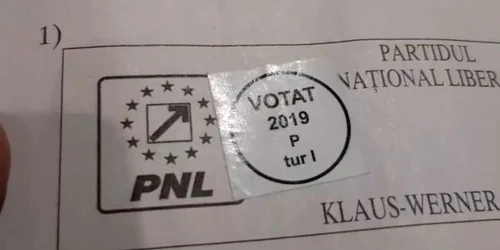 1)
PARTIDUL
NAȚIONAL LIBER
VOTAT
2019
P
tur I
PNL
KLAUS-WERNER